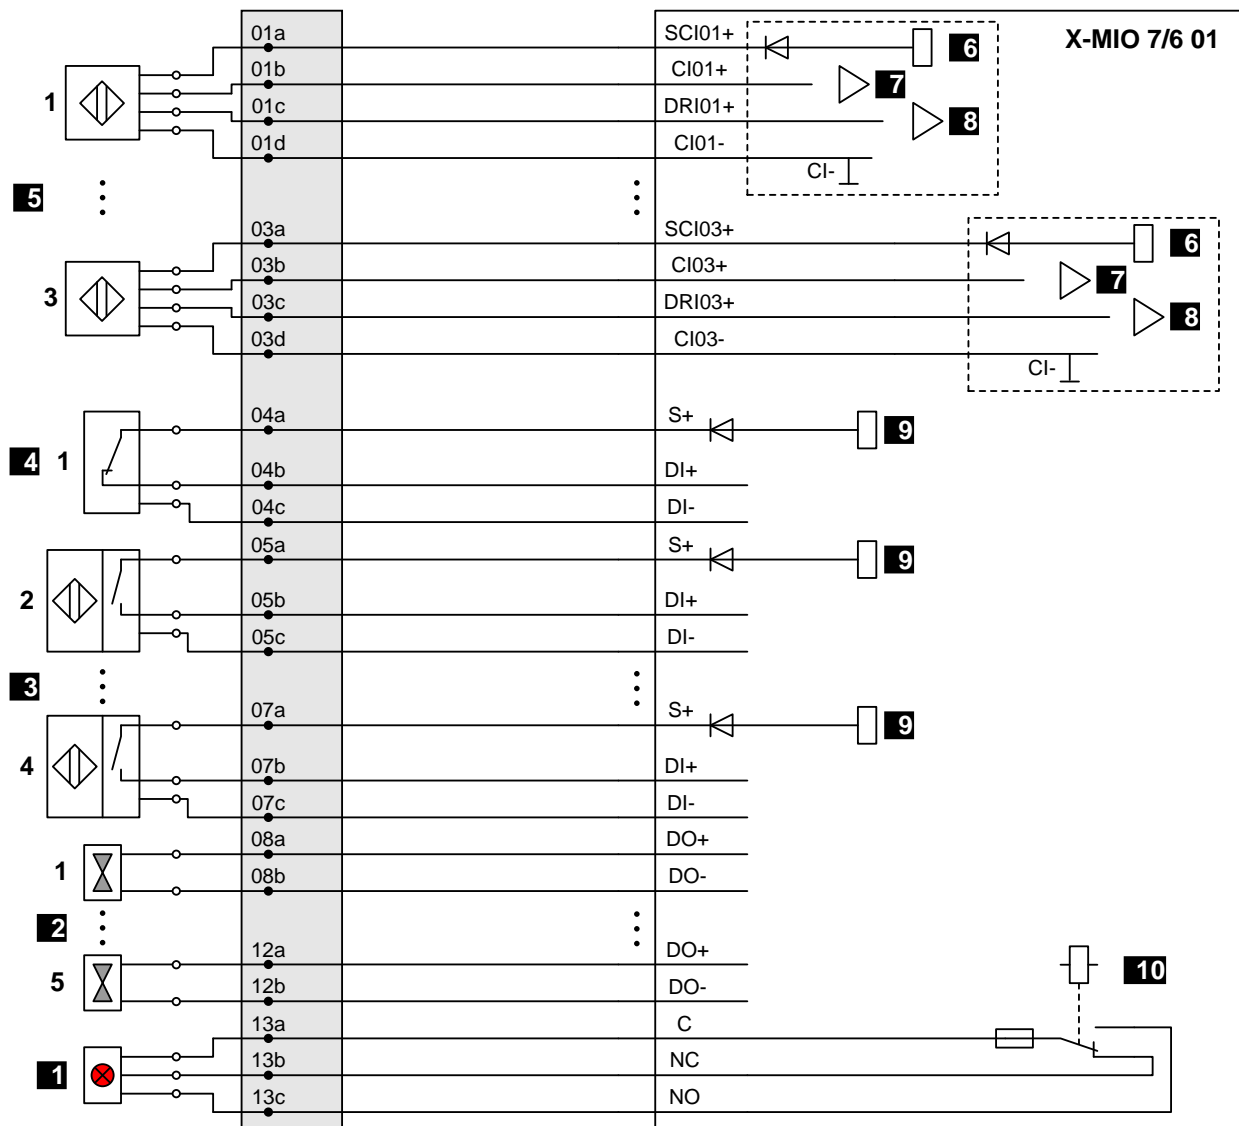 01a SCI01+ 6 X-MIO 7/6 01
01b CI01+ 7
1
01c DRI01+ 8
01d CI01-
CI-
5
03a SCI03+ 6
03b CI03+ 7
3
03c DRI03+ 8
03d CI03-
CI-
04a S+ 9
4 1
04b DI+
04c DI-
05a S+ 9
2
05b DI+
05c DI-
3
07a S+ 9
4
07b DI+
07c DI-
08a DO+
1
08b DO-
2
12a DO+
10
5
12b DO-
13a C
1
13b NC
13c NO